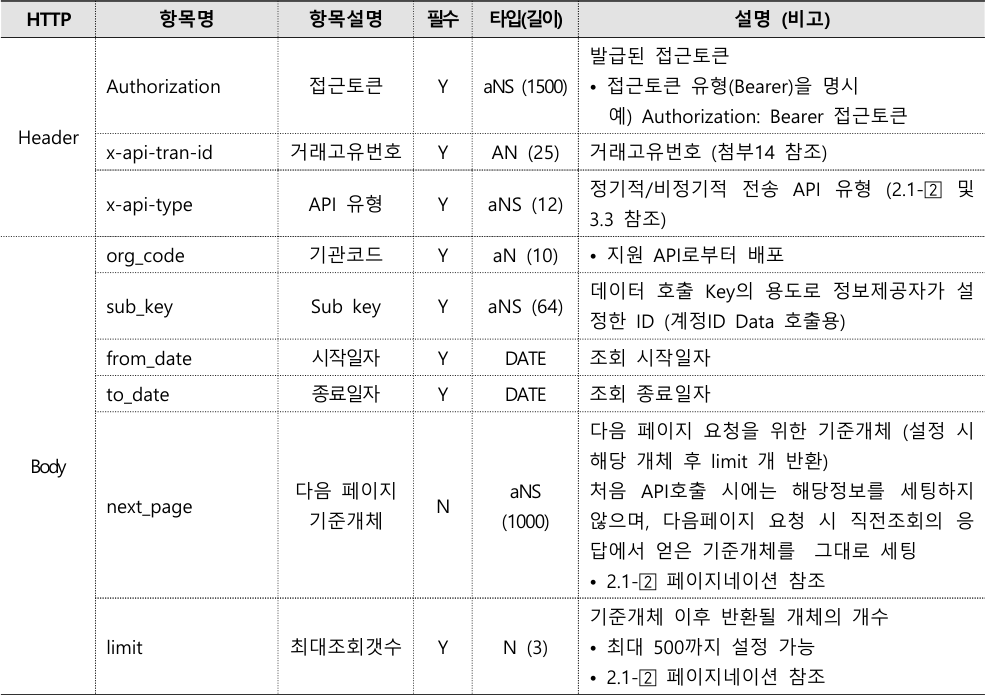 HTTP 항목명 항목설명 필수 타입(길이) 설명 (비고)
Header
Authorization 접근토큰 Y aNS (1500)
발급된 접근토큰
• 접근토큰 유형(Bearer)을 명시
예) Authorization: Bearer 접근토큰
x-api-tran-id 거래고유번호 Y AN (25) 거래고유번호 (첨부14 참조)
x-api-type API 유형 Y aNS (12)
정기적/비정기적 전송 API 유형 (2.1-2 및
3.3 참조)
Body
org_code 기관코드 Y aN (10) • 지원 API로부터 배포
sub_key Sub key Y aNS (64)
데이터 호출 Key의 용도로 정보제공자가 설
정한 ID (계정ID Data 호출용)
from_date 시작일자 Y DATE 조회 시작일자
to_date 종료일자 Y DATE 조회 종료일자
next_page
다음 페이지
기준개체
N
aNS
(1000)
다음 페이지 요청을 위한 기준개체 (설정 시
해당 개체 후 limit 개 반환)
처음 API호출 시에는 해당정보를 세팅하지
않으며, 다음페이지 요청 시 직전조회의 응
답에서 얻은 기준개체를 그대로 세팅
• 2.1-2 페이지네이션 참조
limit 최대조회갯수 Y N (3)
기준개체 이후 반환될 개체의 개수
• 최대 500까지 설정 가능
• 2.1-2 페이지네이션 참조